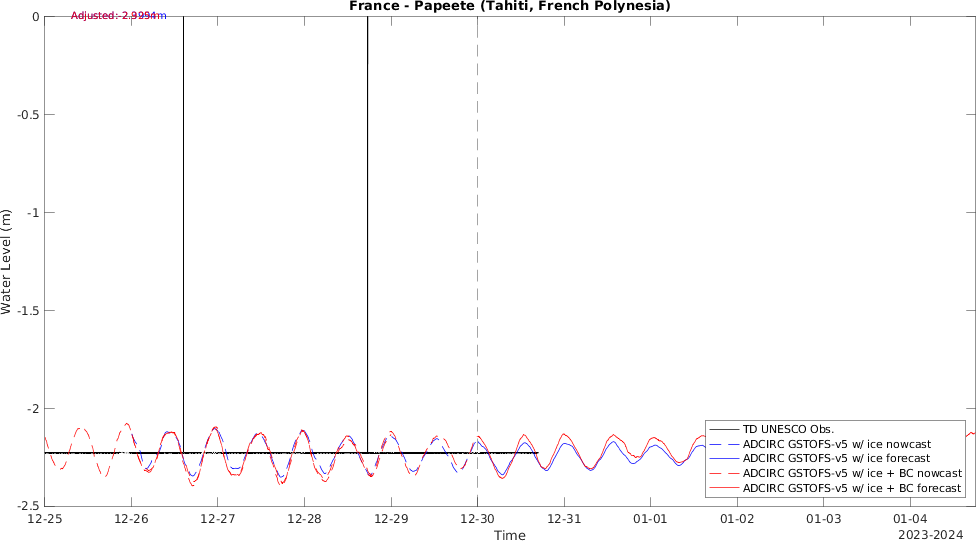 France - Papeete (Tahiti, French Polynesia)
Adjusted:
0
-0.5
-1
-1.5
-2
-2.5
Water Level (m)
12-25
12-26
12-27
12-28
12-29
12-30
12-31
01-01
01-02
01-03
01-04
Time
2023-2024
TD UNESCO Obs.
ADCIRC GSTOFS-v5 w/ ice nowcast
ADCIRC GSTOFS-v5 w/ ice forecast
ADCIRC GSTOFS-v5 w/ ice + BC nowcast
ADCIRC GSTOFS-v5 w/ ice + BC forecast